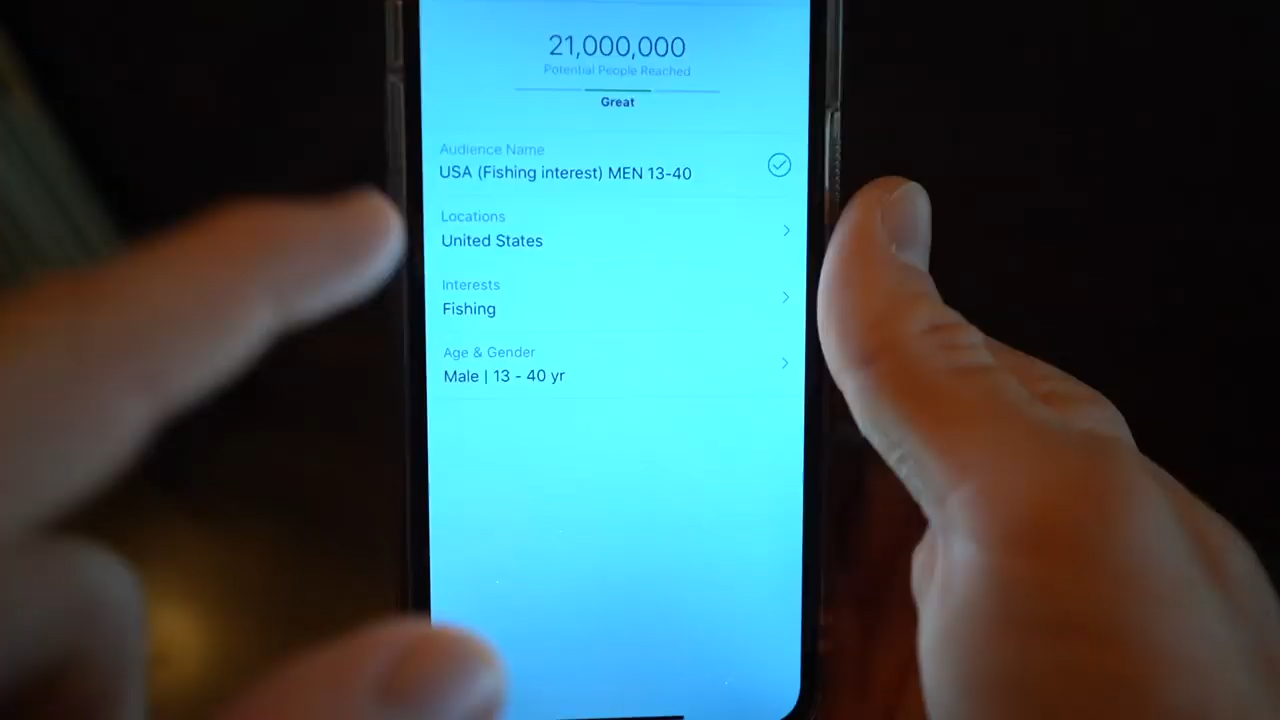 21,000,000
Potential People Reached
Great
Audience Name
USA (Fishing interest) MEN 13-40
Locations
United States
Interests
Fishing
Age & Gender
Male | 13 - 40 yr